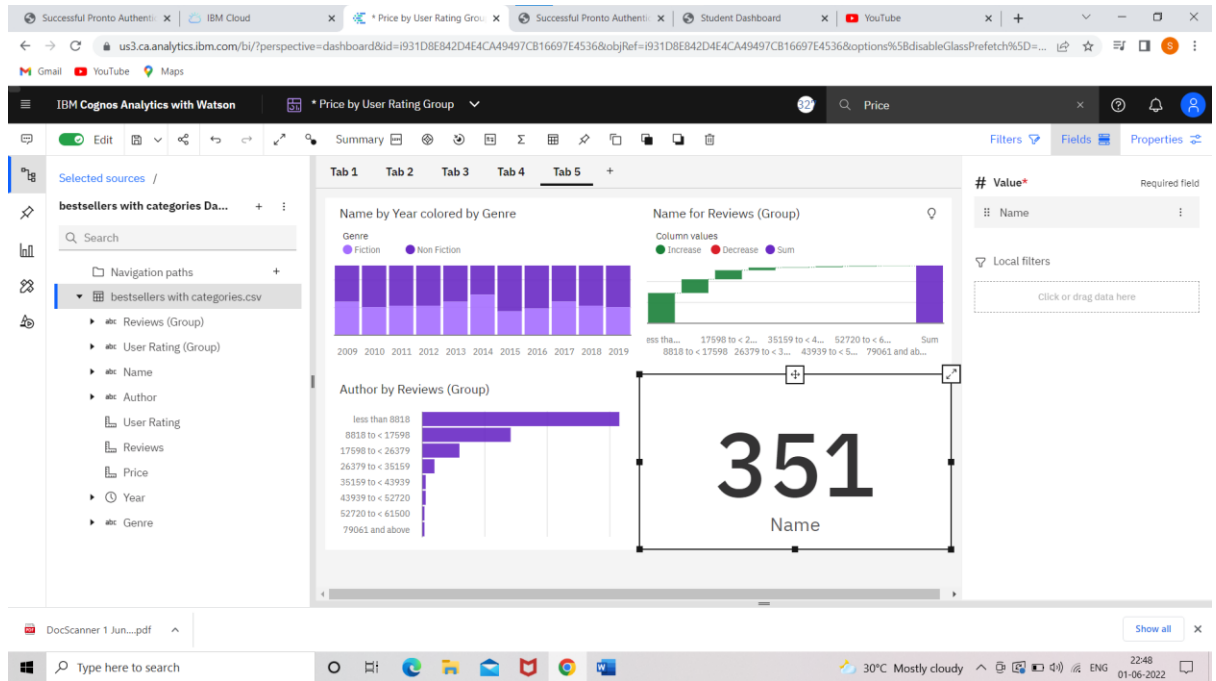 Successful Pronto Authentic
IBM Cloud
* Price by User Rating Grou
Successful Pronto Authentic
Student Dashboard
YouTube
us3.ca.analytics.ibm.com/bi/?perspective=dashboard&id=i931D8E842D4E4CA49497CB16697E4536&objRef=i931D8E842D4E4CA49497CB16697E4536&options%5BdisableGlassPrefetch%5D=...
S
Gmail
YouTube
Maps
IBM Cognos Analytics with Watson
* Price by User Rating Group
32°
Price
Edit
Summary
Filters
Fields
Properties
Selected sources /
bestsellers with categories Da...
Search
Navigation paths
bestsellers with categories.csv
abc Reviews (Group)
abc User Rating (Group)
abc Name
abc Author
User Rating
Reviews
Price
Year
abc Genre
Tab 1 Tab 2 Tab 3 Tab 4 Tab 5 +
Name by Year colored by Genre
Genre
Fiction Non Fiction
2009 2010 2011 2012 2013 2014 2015 2016 2017 2018 2019
Name for Reviews (Group)
Column values
Increase Decrease Sum
ess tha... 17598 to < 2... 35159 to < 4... 52720 to < 6... Sum
8818 to < 17598 26379 to < 3... 43939 to < 5... 79061 and ab...
Author by Reviews (Group)
less than 8818
8818 to < 17598
17598 to < 26379
26379 to < 35159
35159 to < 43939
43939 to < 52720
52720 to < 61500
79061 and above
351
Name
# Value*
Required field
Name
Local filters
Click or drag data here
DocScanner 1 Jun....pdf
Show all
Type here to search
30°C Mostly cloudy
ENG
22:48
01-06-2022